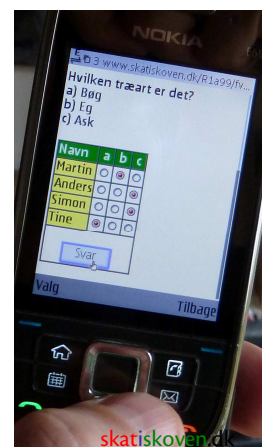 NOKIA
3 www.skatiskoven.dk/R1a99/fv...
Hvilken træart er det?
a) Bøg
b) Eg
c) Ask
Navn a b c
Martin
Anders
Simon
Tine
Svar
Valg
Tilbage
skatiskoven.dk